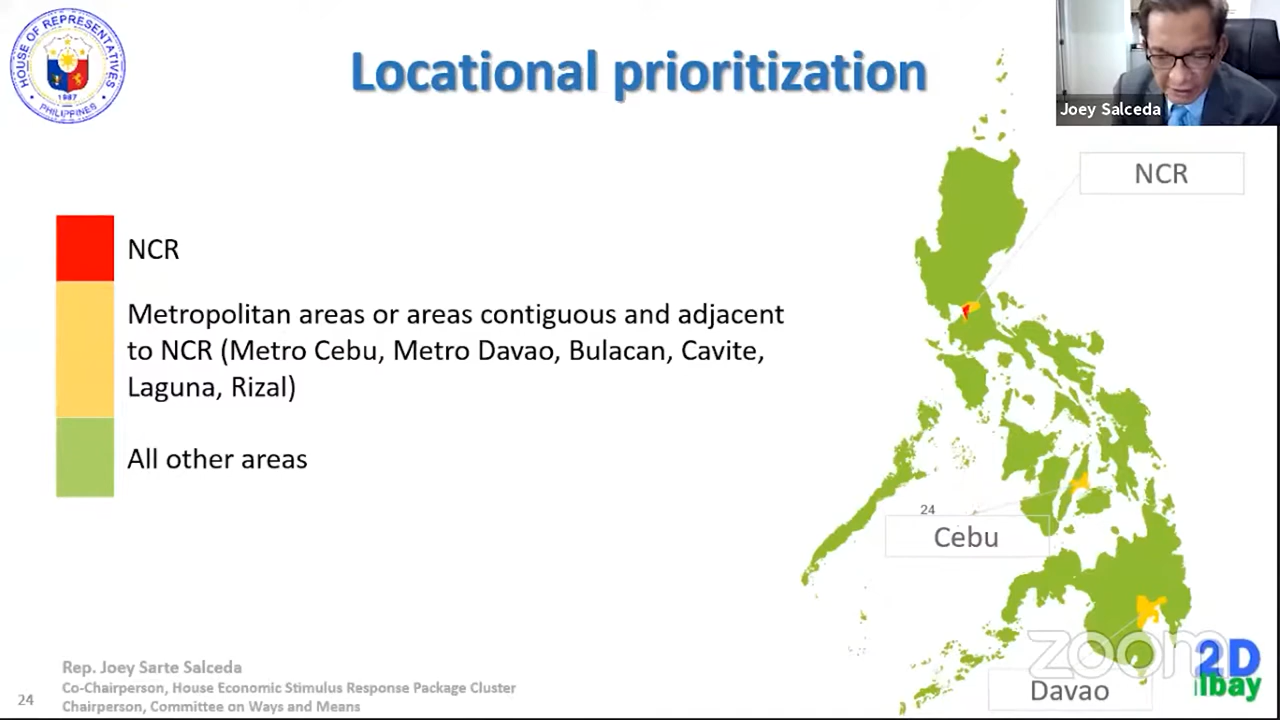 HOUSE OF REPRESENTATIVES
1987
PHILIPPINES
Locational prioritization
Joey Salceda
NCR
NCR
Metropolitan areas or areas contiguous and adjacent
to NCR (Metro Cebu, Metro Davao, Bulacan, Cavite,
Laguna, Rizal)
All other areas
24
Cebu
Davao
zoom
2D
lbay
Rep. Joey Sarte Salceda
Co-Chairperson, House Economic Stimulus Response Package Cluster
Chairperson, Committee on Ways and Means
24